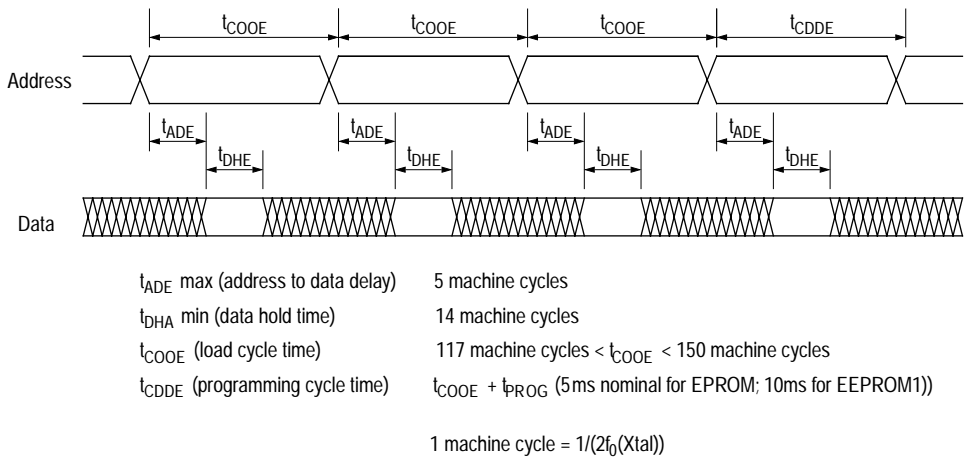 tCOOE tCOOE tCOOE tCDDE
Address
tADE tADE tADE tADE
tDHE tDHE tDHE tDHE
Data
tADE max (address to data delay) 5 machine cycles
tDHA min (data hold time) 14 machine cycles
tCOOE (load cycle time) 117 machine cycles < tCOOE < 150 machine cycles
tCDDE (programming cycle time) tCOOE + tPROG (5ms nominal for EPROM; 10ms for EEPROM1))
1 machine cycle = 1/(2f0(Xtal))